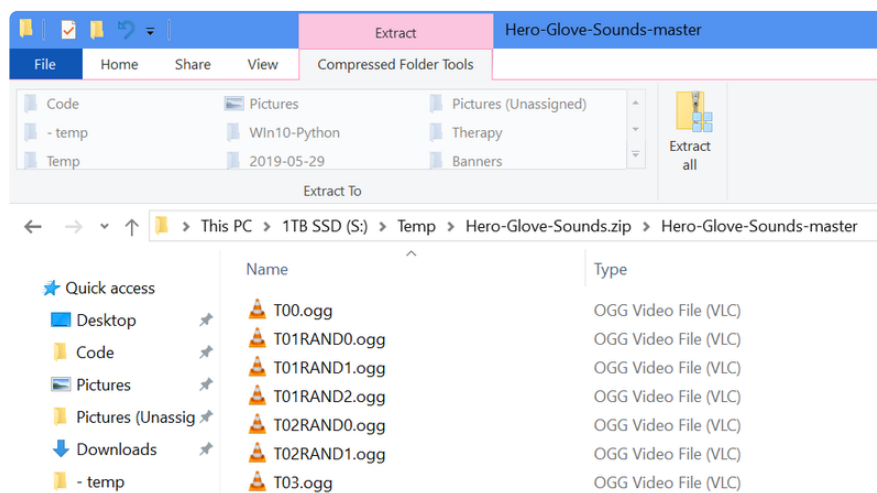 Extract
Hero-Glove-Sounds-master
File Home Share View Compressed Folder Tools
Code Pictures Pictures (Unassigned)
- temp WIn10-Python Therapy
Temp 2019-05-29 Banners
Extract all
Extract To
This PC > 1TB SSD (S:) > Temp > Hero-Glove-Sounds.zip > Hero-Glove-Sounds-master
Name Type
Quick access
Desktop
Code
Pictures
Pictures (Unassig
Downloads
- temp
T00.ogg OGG Video File (VLC)
T01RAND0.ogg OGG Video File (VLC)
T01RAND1.ogg OGG Video File (VLC)
T01RAND2.ogg OGG Video File (VLC)
T02RAND0.ogg OGG Video File (VLC)
T02RAND1.ogg OGG Video File (VLC)
T03.ogg OGG Video File (VLC)